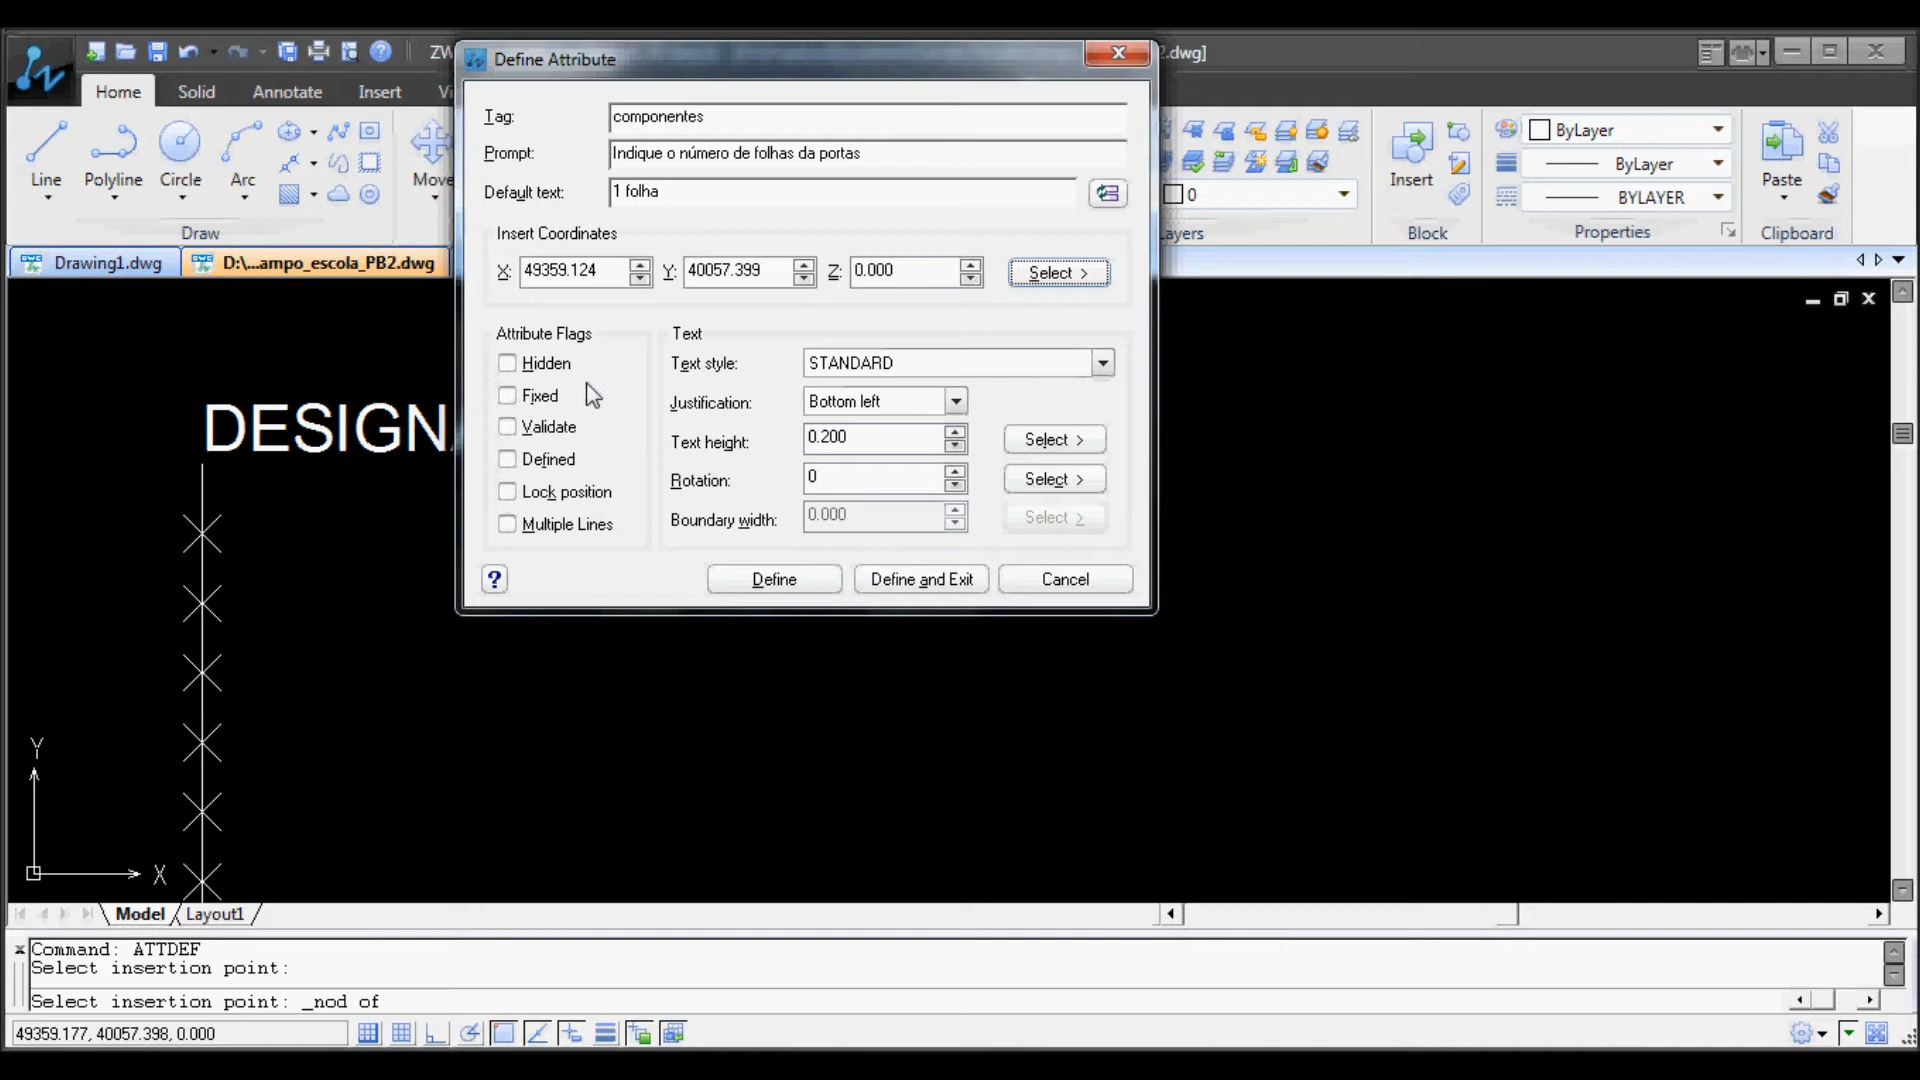 ZW
.dwg]
Home
Solid
Annotate
Insert
Line
Polyline
Circle
Arc
Move
Draw
Define Attribute
Tag:
componentes
Prompt:
Indique o número de folhas da portas
Default text:
1 folha
Insert Coordinates
X:
49359.124
Y:
40057.399
Z:
0.000
Select >
Attribute Flags
Hidden
Fixed
Validate
Defined
Lock position
Multiple Lines
Text
Text style:
STANDARD
Justification:
Bottom left
Text height:
0.200
Select >
Rotation:
0
Select >
Boundary width:
0.000
Select >
?
Define
Define and Exit
Cancel
0
ayers
Insert
Block
ByLayer
ByLayer
BYLAYER
Properties
Paste
Clipboard
Drawing1.dwg
D:\...ampo_escola_PB2.dwg
DESIGN
Y
X
Model
Layout1
Command: ATTDEF
Select insertion point:
Select insertion point: _nod of
49359.177, 40057.398, 0.000